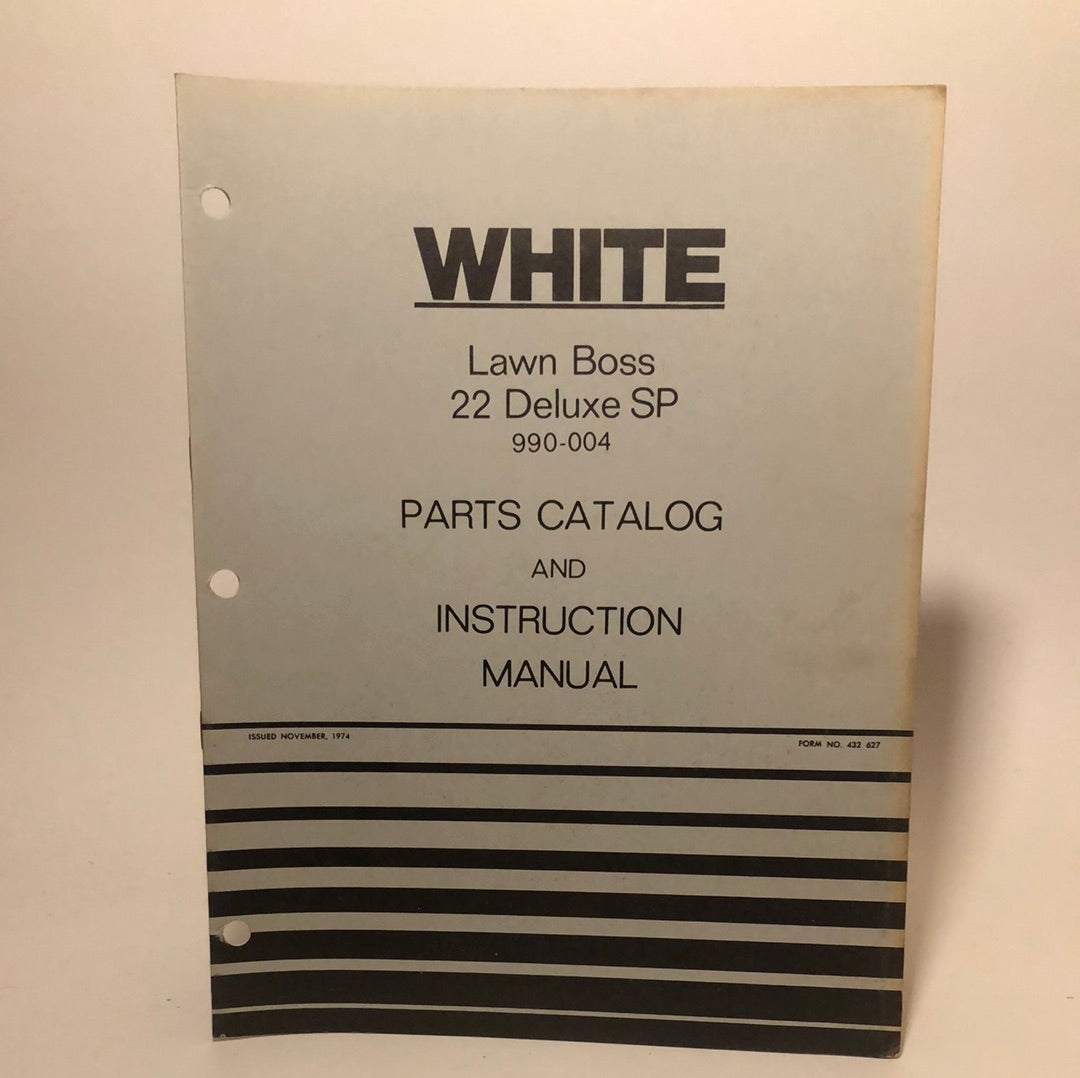 WHITE
Lawn Boss
22 Deluxe SP
990-004
PARTS CATALOG
AND
INSTRUCTION
MANUAL
ISSUED NOVEMBER, 1974
FORM NO. 432 627